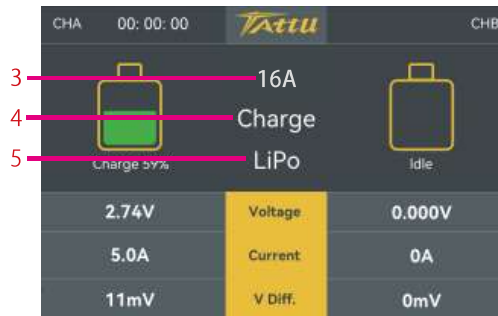 CHA 00: 00: 00 TATTU CHB
3 16A
4 Charge
5 LiPo
Charge 59% Idle
2.74V Voltage 0.000V
5.0A Current 0A
11mV V Diff. 0mV